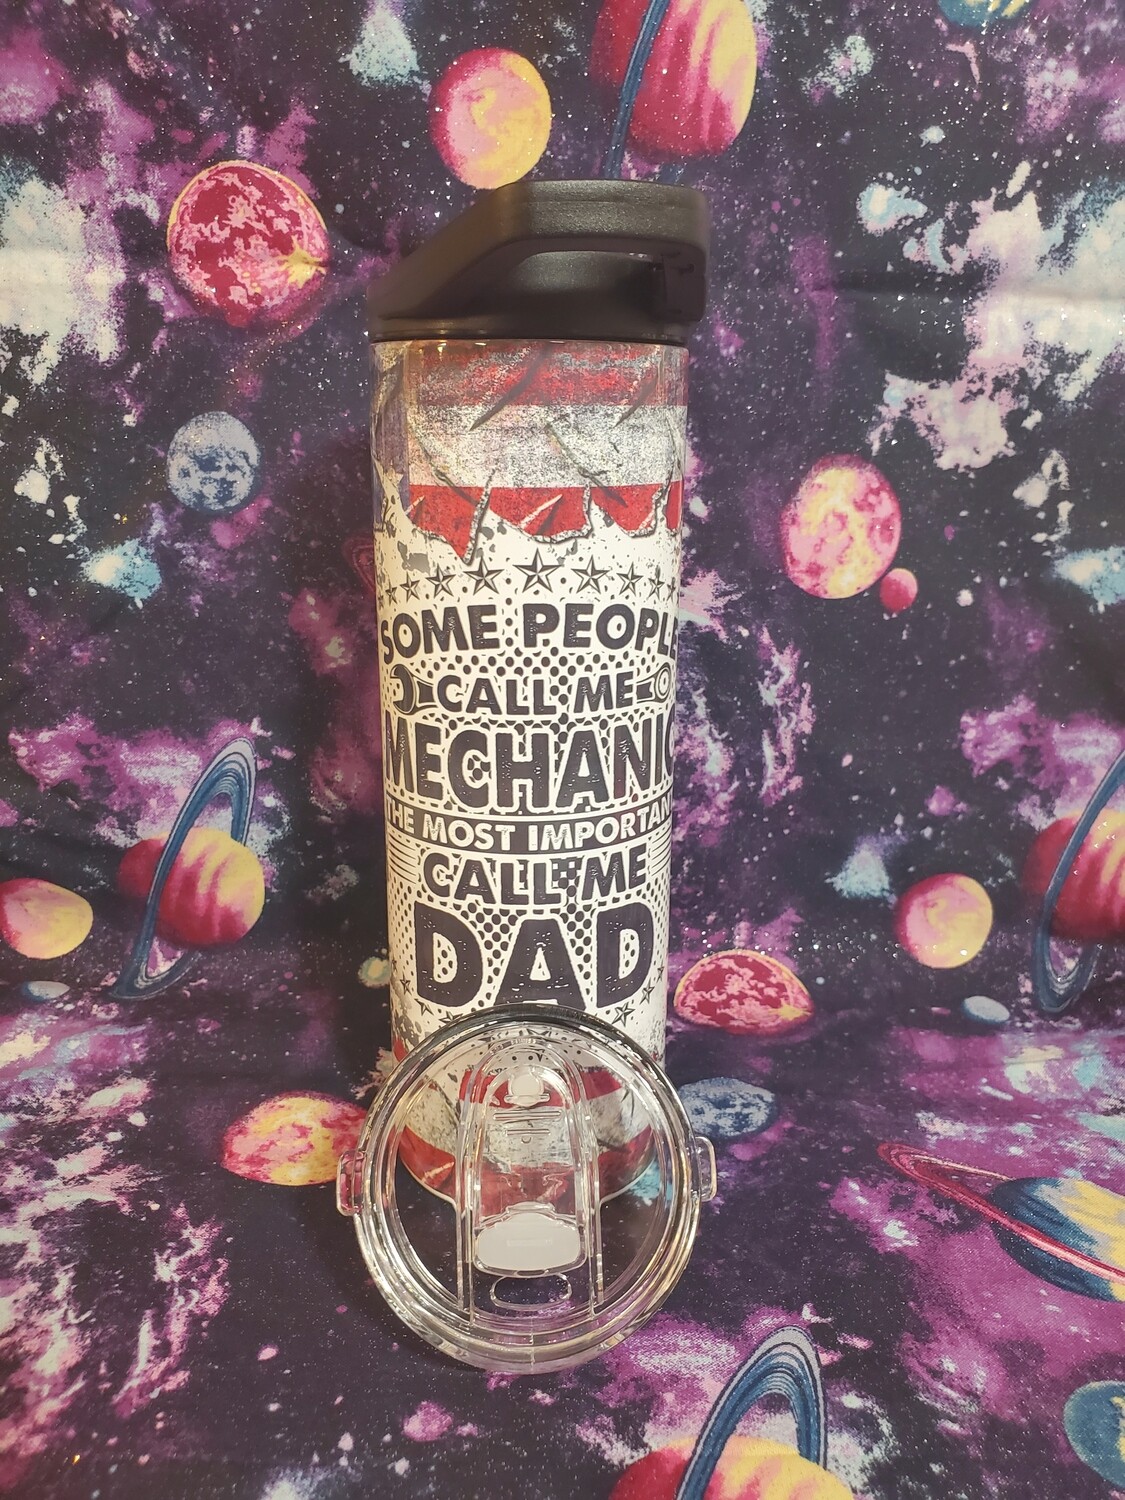 SOME PEOPLE
CALL ME
MECHANIC
THE MOST IMPORTANT
CALL ME
DAD